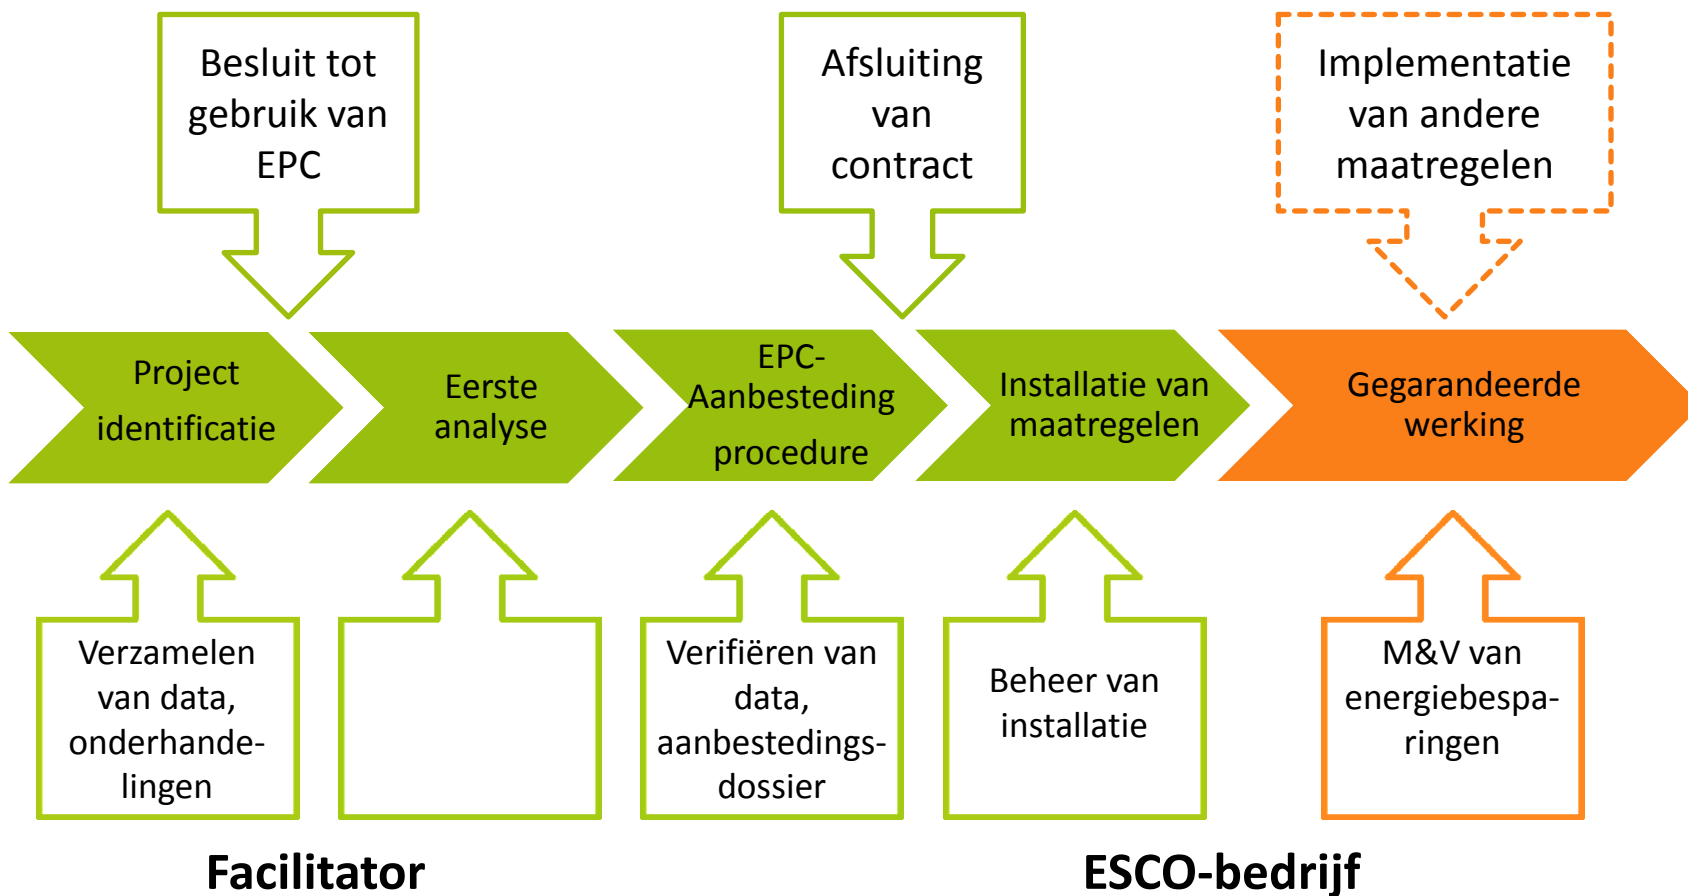 Besluit tot
gebruik van
EPC
Afsluiting
van
contract
Implementatie
van andere
maatregelen
Project
identificatie
Eerste
analyse
EPC-
Aanbesteding
procedure
Installatie van
maatregelen
Gegarandeerde
werking
Verzamelen
van data,
onderhande-
lingen
Verifiëren van
data,
aanbestedings-
dossier
Beheer van
installatie
M&V van
energiebespa-
ringen
Facilitator
ESCO-bedrijf